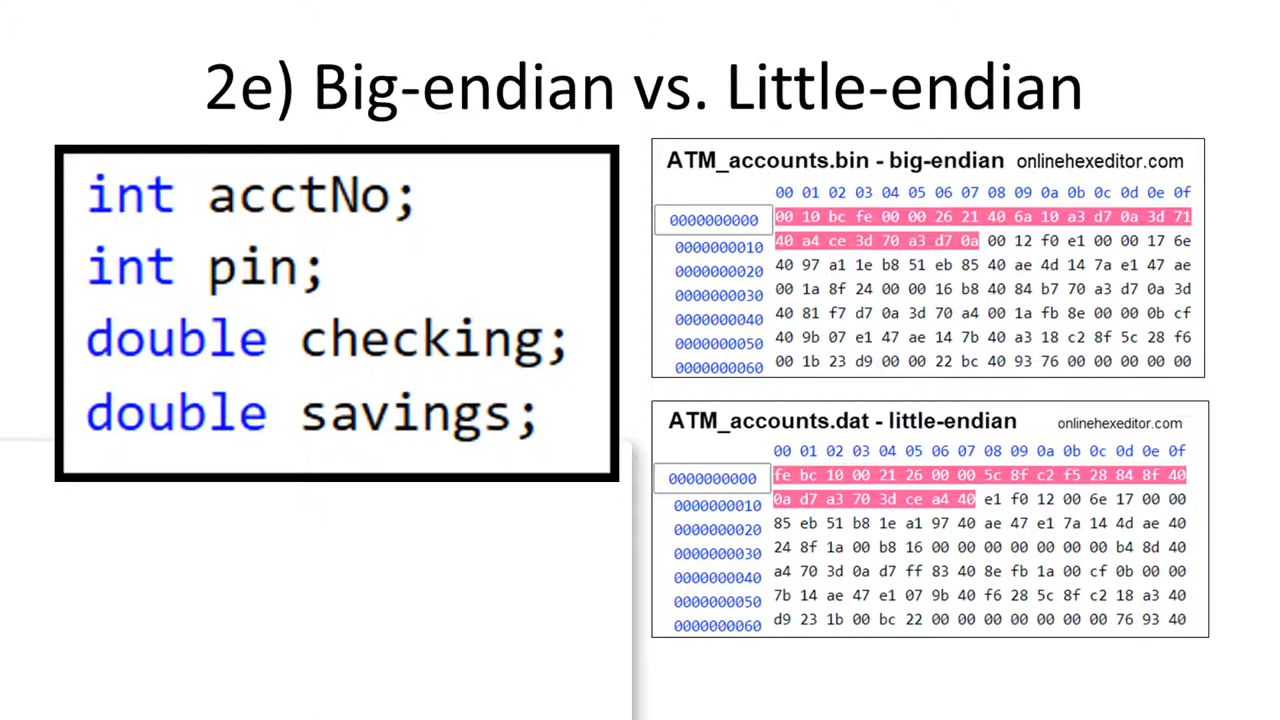 2e) Big-endian vs. Little-endian
int acctNo;
int pin;
double checking;
double savings;
ATM_accounts.bin - big-endian onlinehexeditor.com
00 01 02 03 04 05 06 07 08 09 0a 0b 0c 0d 0e 0f
0000000000 00 10 bc fe 00 00 26 21 40 6a 10 a3 d7 0a 3d 71
0000000010 40 a4 ce 3d 70 a3 d7 0a 00 12 f0 e1 00 00 17 6e
0000000020 40 97 a1 1e b8 51 eb 85 40 ae 4d 14 7a e1 47 ae
0000000030 00 1a 8f 24 00 00 16 b8 40 84 b7 70 a3 d7 0a 3d
0000000040 40 81 f7 d7 0a 3d 70 a4 00 1a fb 8e 00 00 0b cf
0000000050 40 9b 07 e1 47 ae 14 7b 40 a3 18 c2 8f 5c 28 f6
0000000060 00 1b 23 d9 00 00 22 bc 40 93 76 00 00 00 00 00
ATM_accounts.dat - little-endian onlinehexeditor.com
00 01 02 03 04 05 06 07 08 09 0a 0b 0c 0d 0e 0f
0000000000 fe bc 10 00 21 26 00 00 5c 8f c2 f5 28 84 8f 40
0000000010 0a d7 a3 70 3d ce a4 40 e1 f0 12 00 6e 17 00 00
0000000020 85 eb 51 b8 1e a1 97 40 ae 47 e1 7a 14 4d ae 40
0000000030 24 8f 1a 00 b8 16 00 00 00 00 00 00 00 b4 8d 40
0000000040 a4 70 3d 0a d7 ff 83 40 8e fb 1a 00 cf 0b 00 00
0000000050 7b 14 ae 47 e1 07 9b 40 f6 28 5c 8f c2 18 a3 40
0000000060 d9 23 1b 00 bc 22 00 00 00 00 00 00 00 76 93 40